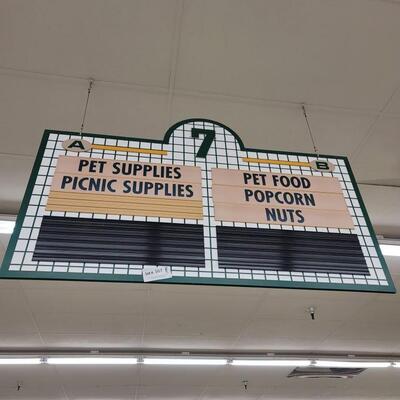 7
A
PET SUPPLIES
PICNIC SUPPLIES
B
PET FOOD
POPCORN
NUTS